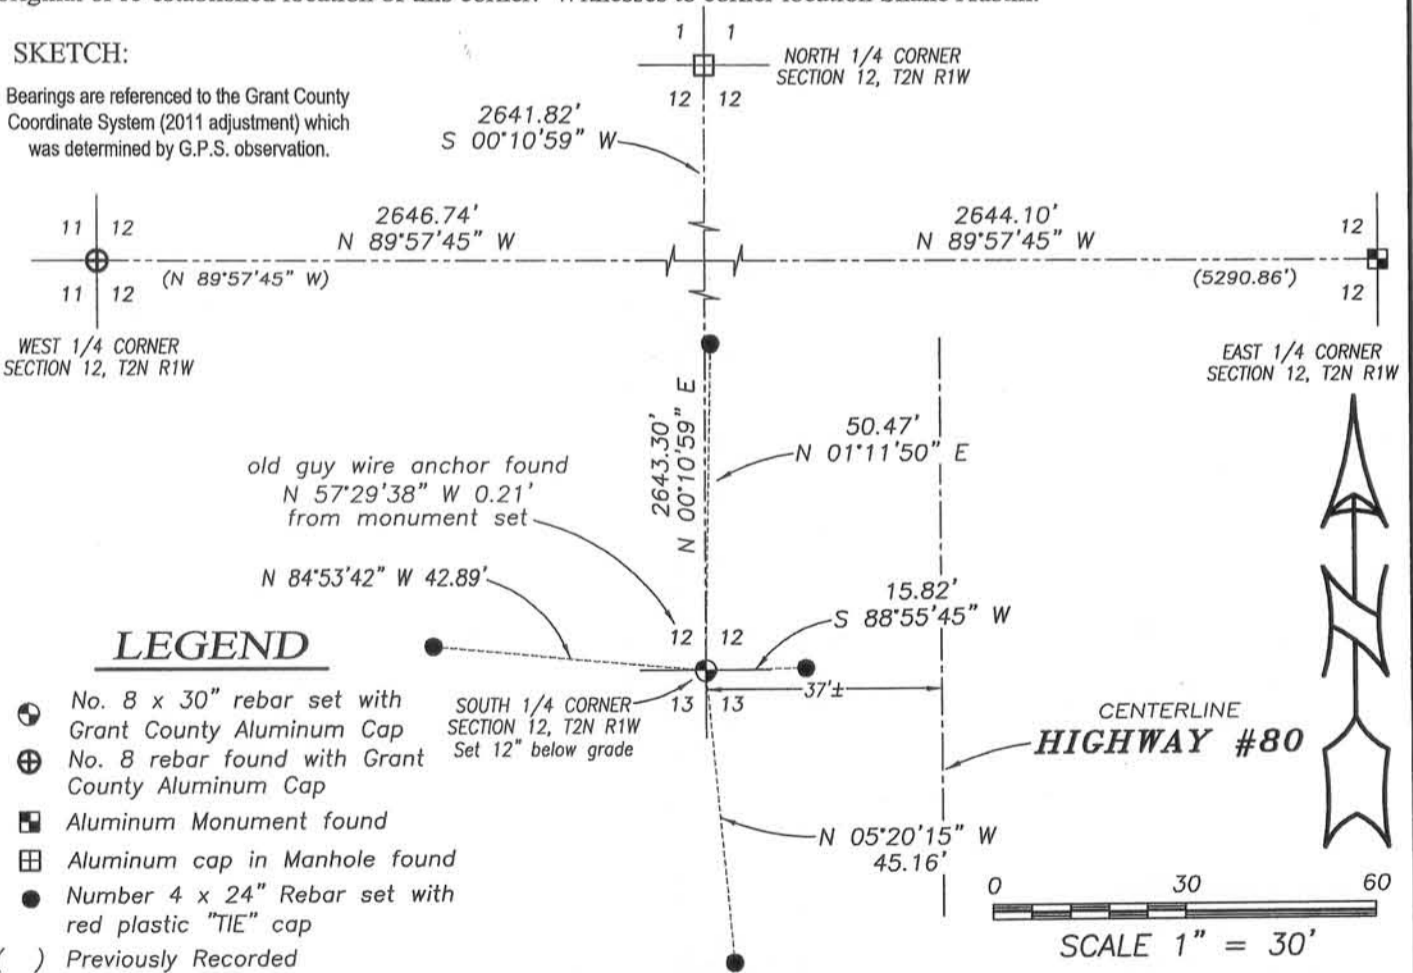 SKETCH:
Bearings are referenced to the Grant County
Coordinate System (2011 adjustment) which
was determined by G.P.S. observation.
1 1
12 12
NORTH 1/4 CORNER
SECTION 12, T2N R1W
2641.82'
S 00°10'59" W
11 12
11 12
2646.74'
N 89°57'45" W
(N 89°57'45" W)
2644.10'
N 89°57'45" W
(5290.86')
12
12
WEST 1/4 CORNER
SECTION 12, T2N R1W
EAST 1/4 CORNER
SECTION 12, T2N R1W
2643.30'
N 00°10'59" E
50.47'
N 01°11'50" E
old guy wire anchor found
N 57°29'38" W 0.21'
from monument set
N 84°53'42" W 42.89'
15.82'
S 88°55'45" W
12 12
13 13
37'±
SOUTH 1/4 CORNER
SECTION 12, T2N R1W
Set 12" below grade
CENTERLINE
HIGHWAY #80
N 05°20'15" W
45.16'
LEGEND
No. 8 x 30" rebar set with
Grant County Aluminum Cap
No. 8 rebar found with Grant
County Aluminum Cap
Aluminum Monument found
Aluminum cap in Manhole found
Number 4 x 24" Rebar set with
red plastic "TIE" cap
( ) Previously Recorded
N
0 30 60
SCALE 1" = 30'